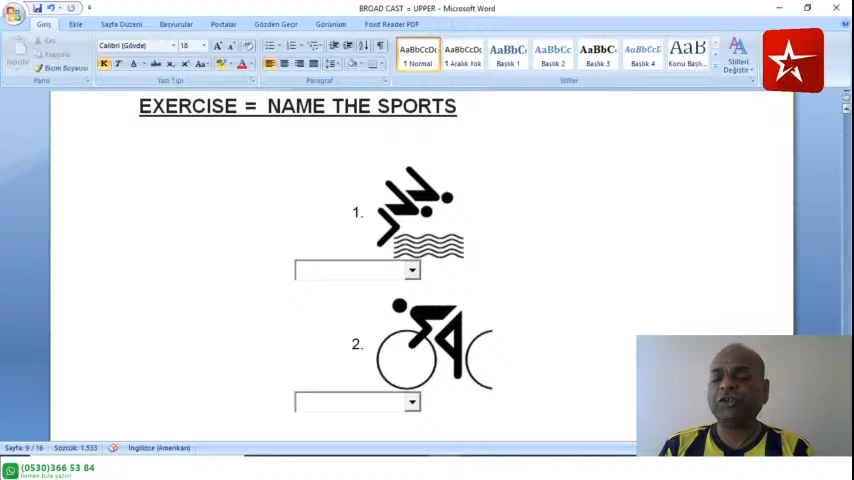 BROAD CAST = UPPER - Microsoft Word
Giriş Ekle Sayfa Düzeni Başvurular Postalar Gözden Geçir Görünüm Foxit Reader PDF
Yapıştır
Kes
Kopyala
Biçim Boyacısı
Calibri (Gövde) 18
AaBbCcDc AaBbCcDc AaBbC AaBbCc AaBbCc AaBbCcD AaB
¶ Normal ¶ Aralık Yok Başlık 1 Başlık 2 Başlık 3 Başlık 4 Konu Başl...
Stilleri
Değiştir
Pano Yazı Tipi Paragraf Stiller
EXERCISE = NAME THE SPORTS
1.
2.
Sayfa: 9 / 16 Sözcük: 1.533 İngilizce (Amerikan)
(0530)366 53 84
hemen bize yazın!